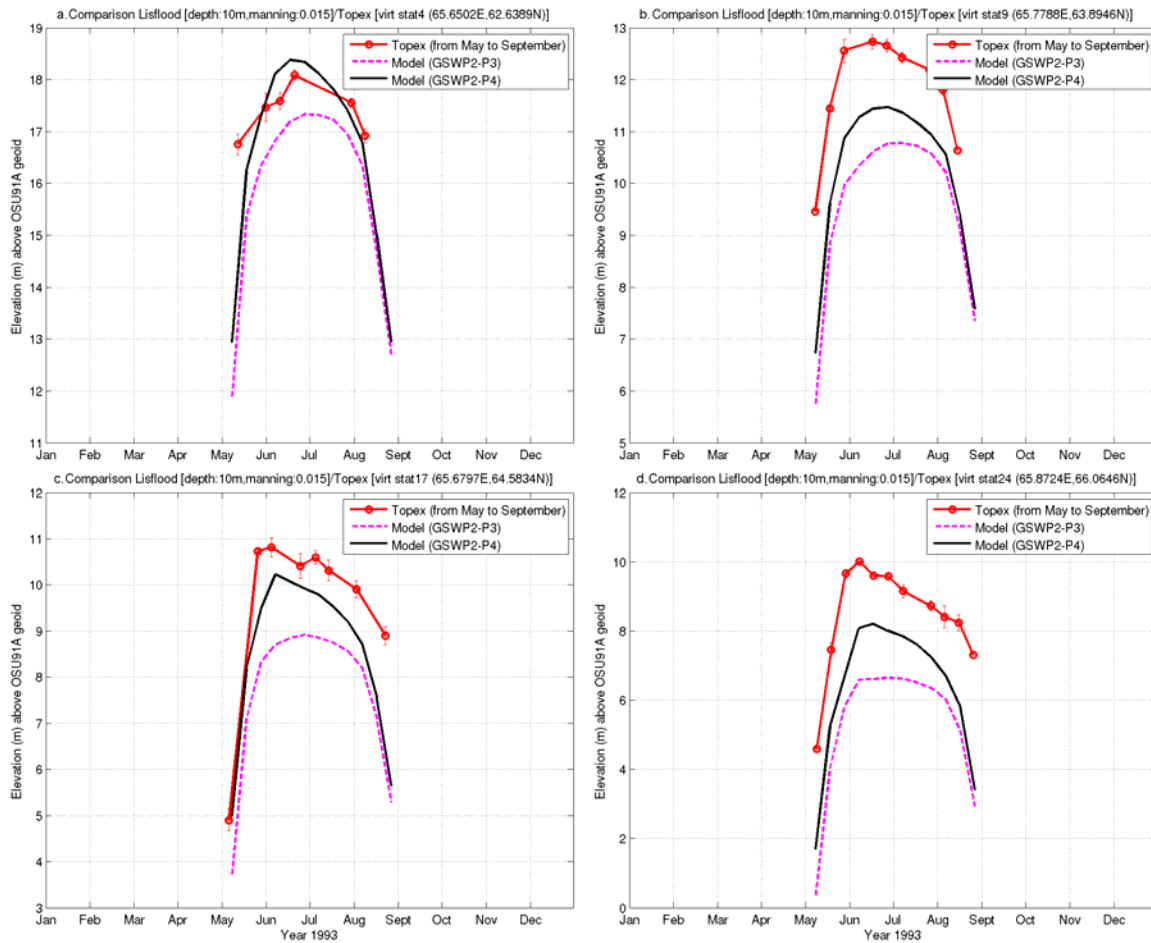 a. Comparison Lisflood [depth:10m,manning:0.015]/Topex [virt stat4 (65.6502E,62.6389N)]
19
18
17
16
15
14
13
12
11
Elevation (m) above OSU91A geoid
Topex (from May to September)
Model (GSWP2-P3)
Model (GSWP2-P4)
Jan Feb Mar Apr May Jun Jul Aug Sept Oct Nov Dec
b. Comparison Lisflood [depth:10m,manning:0.015]/Topex [virt stat9 (65.7788E,63.8946N)]
13
12
11
10
9
8
7
6
5
Elevation (m) above OSU91A geoid
Topex (from May to September)
Model (GSWP2-P3)
Model (GSWP2-P4)
Jan Feb Mar Apr May Jun Jul Aug Sept Oct Nov Dec
c. Comparison Lisflood [depth:10m,manning:0.015]/Topex [virt stat17 (65.6797E,64.5834N)]
12
11
10
9
8
7
6
5
4
3
Elevation (m) above OSU91A geoid
Topex (from May to September)
Model (GSWP2-P3)
Model (GSWP2-P4)
Jan Feb Mar Apr May Jun Jul Aug Sept Oct Nov Dec
Year 1993
d. Comparison Lisflood [depth:10m,manning:0.015]/Topex [virt stat24 (65.8724E,66.0646N)]
12
10
8
6
4
2
0
Elevation (m) above OSU91A geoid
Topex (from May to September)
Model (GSWP2-P3)
Model (GSWP2-P4)
Jan Feb Mar Apr May Jun Jul Aug Sept Oct Nov Dec
Year 1993